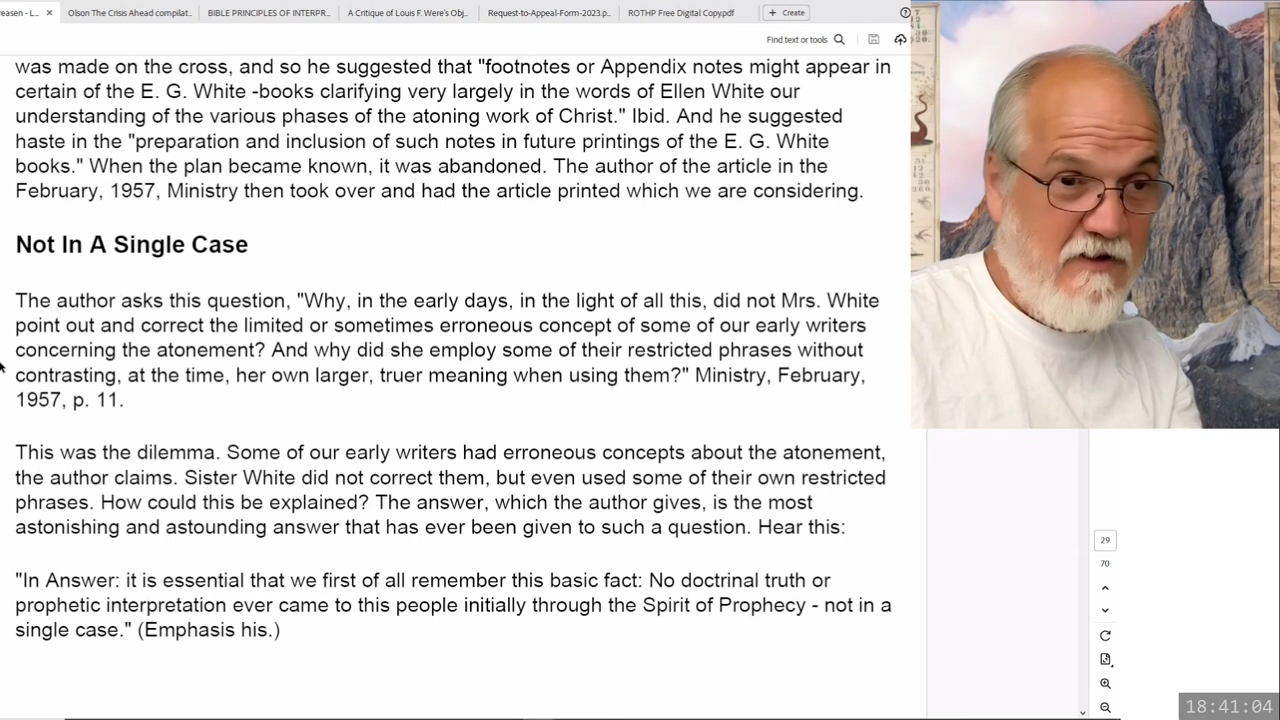 reasen - L... ✕ Olson The Crisis Ahead compilat.. BIBLE PRINCIPLES OF INTERPR... A Critique of Louis F. Were's Obj.. Request-to-Appeal-Form-2023.p.. ROTHP Free Digital Copy.pdf + Create
Find text or tools
was made on the cross, and so he suggested that "footnotes or Appendix notes might appear in
certain of the E. G. White -books clarifying very largely in the words of Ellen White our
understanding of the various phases of the atoning work of Christ." Ibid. And he suggested
haste in the "preparation and inclusion of such notes in future printings of the E. G. White
books." When the plan became known, it was abandoned. The author of the article in the
February, 1957, Ministry then took over and had the article printed which we are considering.
Not In A Single Case
The author asks this question, "Why, in the early days, in the light of all this, did not Mrs. White
point out and correct the limited or sometimes erroneous concept of some of our early writers
concerning the atonement? And why did she employ some of their restricted phrases without
contrasting, at the time, her own larger, truer meaning when using them?" Ministry, February,
1957, p. 11.
This was the dilemma. Some of our early writers had erroneous concepts about the atonement,
the author claims. Sister White did not correct them, but even used some of their own restricted
phrases. How could this be explained? The answer, which the author gives, is the most
astonishing and astounding answer that has ever been given to such a question. Hear this:
"In Answer: it is essential that we first of all remember this basic fact: No doctrinal truth or
prophetic interpretation ever came to this people initially through the Spirit of Prophecy - not in a
single case." (Emphasis his.)
29
70
18:41:04